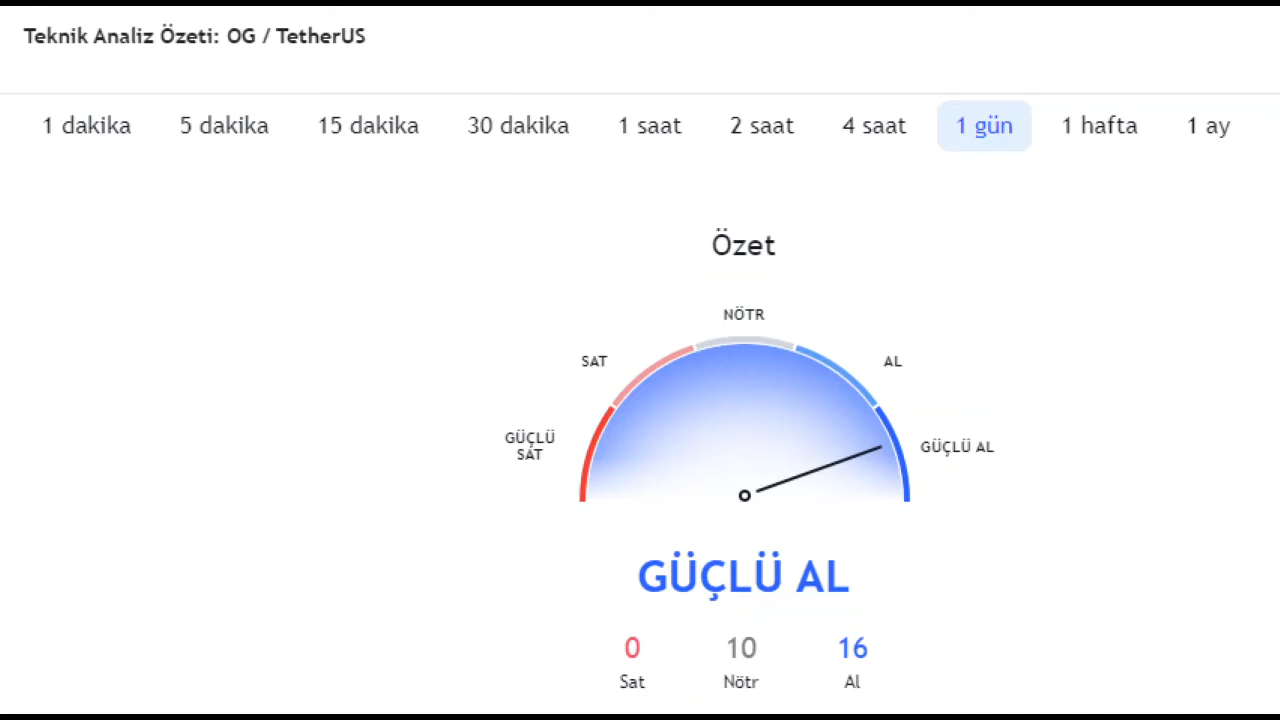 Teknik Analiz Özeti: OG / TetherUS
1 dakika 5 dakika 15 dakika 30 dakika 1 saat 2 saat 4 saat 1 gün 1 hafta 1 ay
Özet
NÖTR
SAT AL
GÜÇLÜ
SAT
GÜÇLÜ AL
GÜÇLÜ AL
0 10 16
Sat Nötr Al